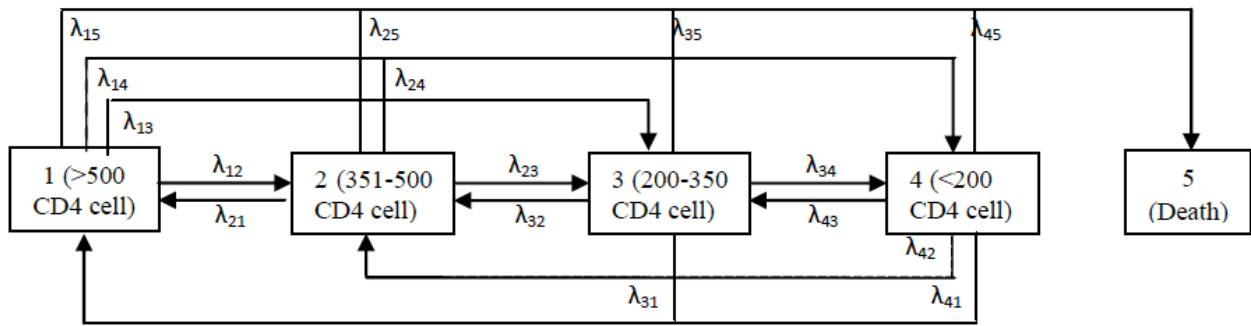 λ15
λ25
λ35
λ45
λ14
λ24
λ13
1 (>500
CD4 cell)
λ12
λ21
2 (351-500
CD4 cell)
λ23
λ32
3 (200-350
CD4 cell)
λ34
λ43
4 (<200
CD4 cell)
5
(Death)
λ42
λ31
λ41